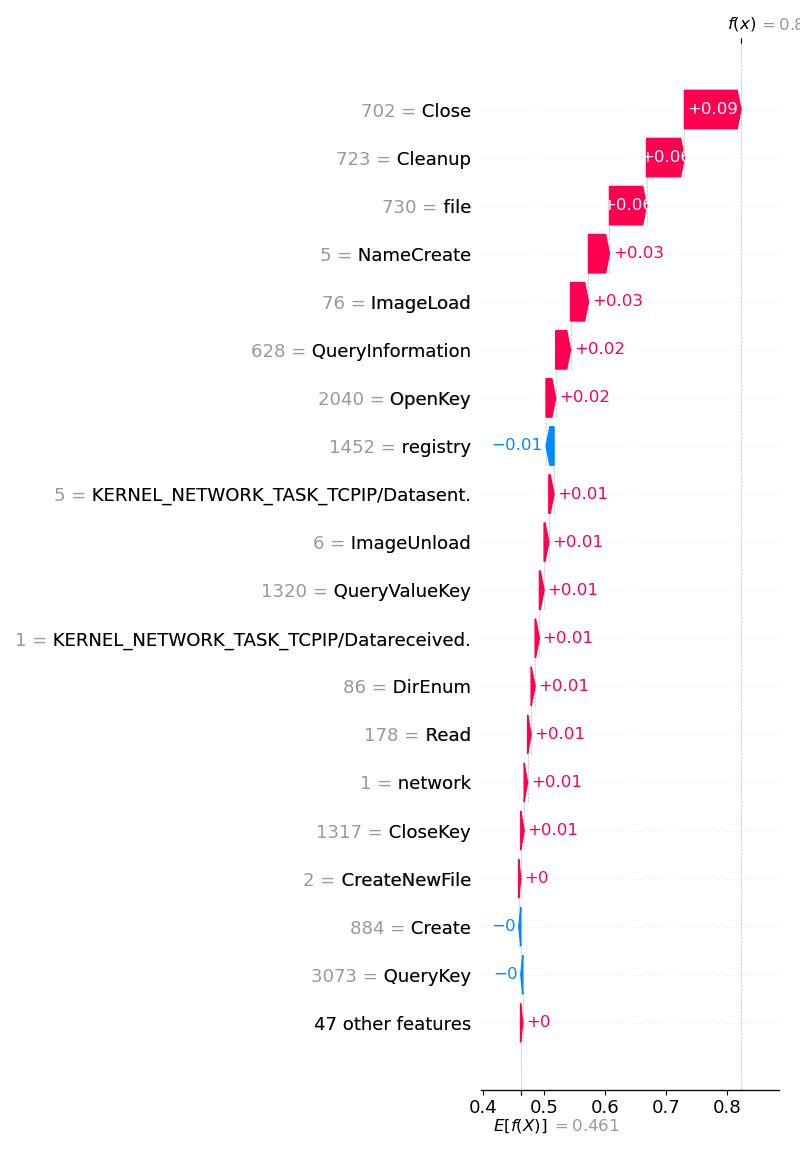 f(x) = 0.8
702 = Close +0.09
723 = Cleanup +0.06
730 = file +0.06
5 = NameCreate +0.03
76 = ImageLoad +0.03
628 = QueryInformation +0.02
2040 = OpenKey +0.02
1452 = registry −0.01
5 = KERNEL_NETWORK_TASK_TCPIP/Datasent. +0.01
6 = ImageUnload +0.01
1320 = QueryValueKey +0.01
1 = KERNEL_NETWORK_TASK_TCPIP/Datareceived. +0.01
86 = DirEnum +0.01
178 = Read +0.01
1 = network +0.01
1317 = CloseKey +0.01
2 = CreateNewFile +0
884 = Create −0
3073 = QueryKey −0
47 other features +0
0.4 0.5 0.6 0.7 0.8
E[f(X)] = 0.461